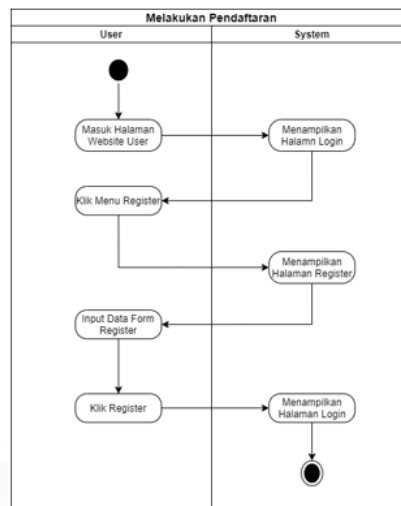 Melakukan Pendaftaran
User
System
Masuk Halaman
Website User
Menampilkan
Halamn Login
Klik Menu Register
Menampilkan
Halaman Register
Input Data Form
Register
Klik Register
Menampilkan
Halaman Login